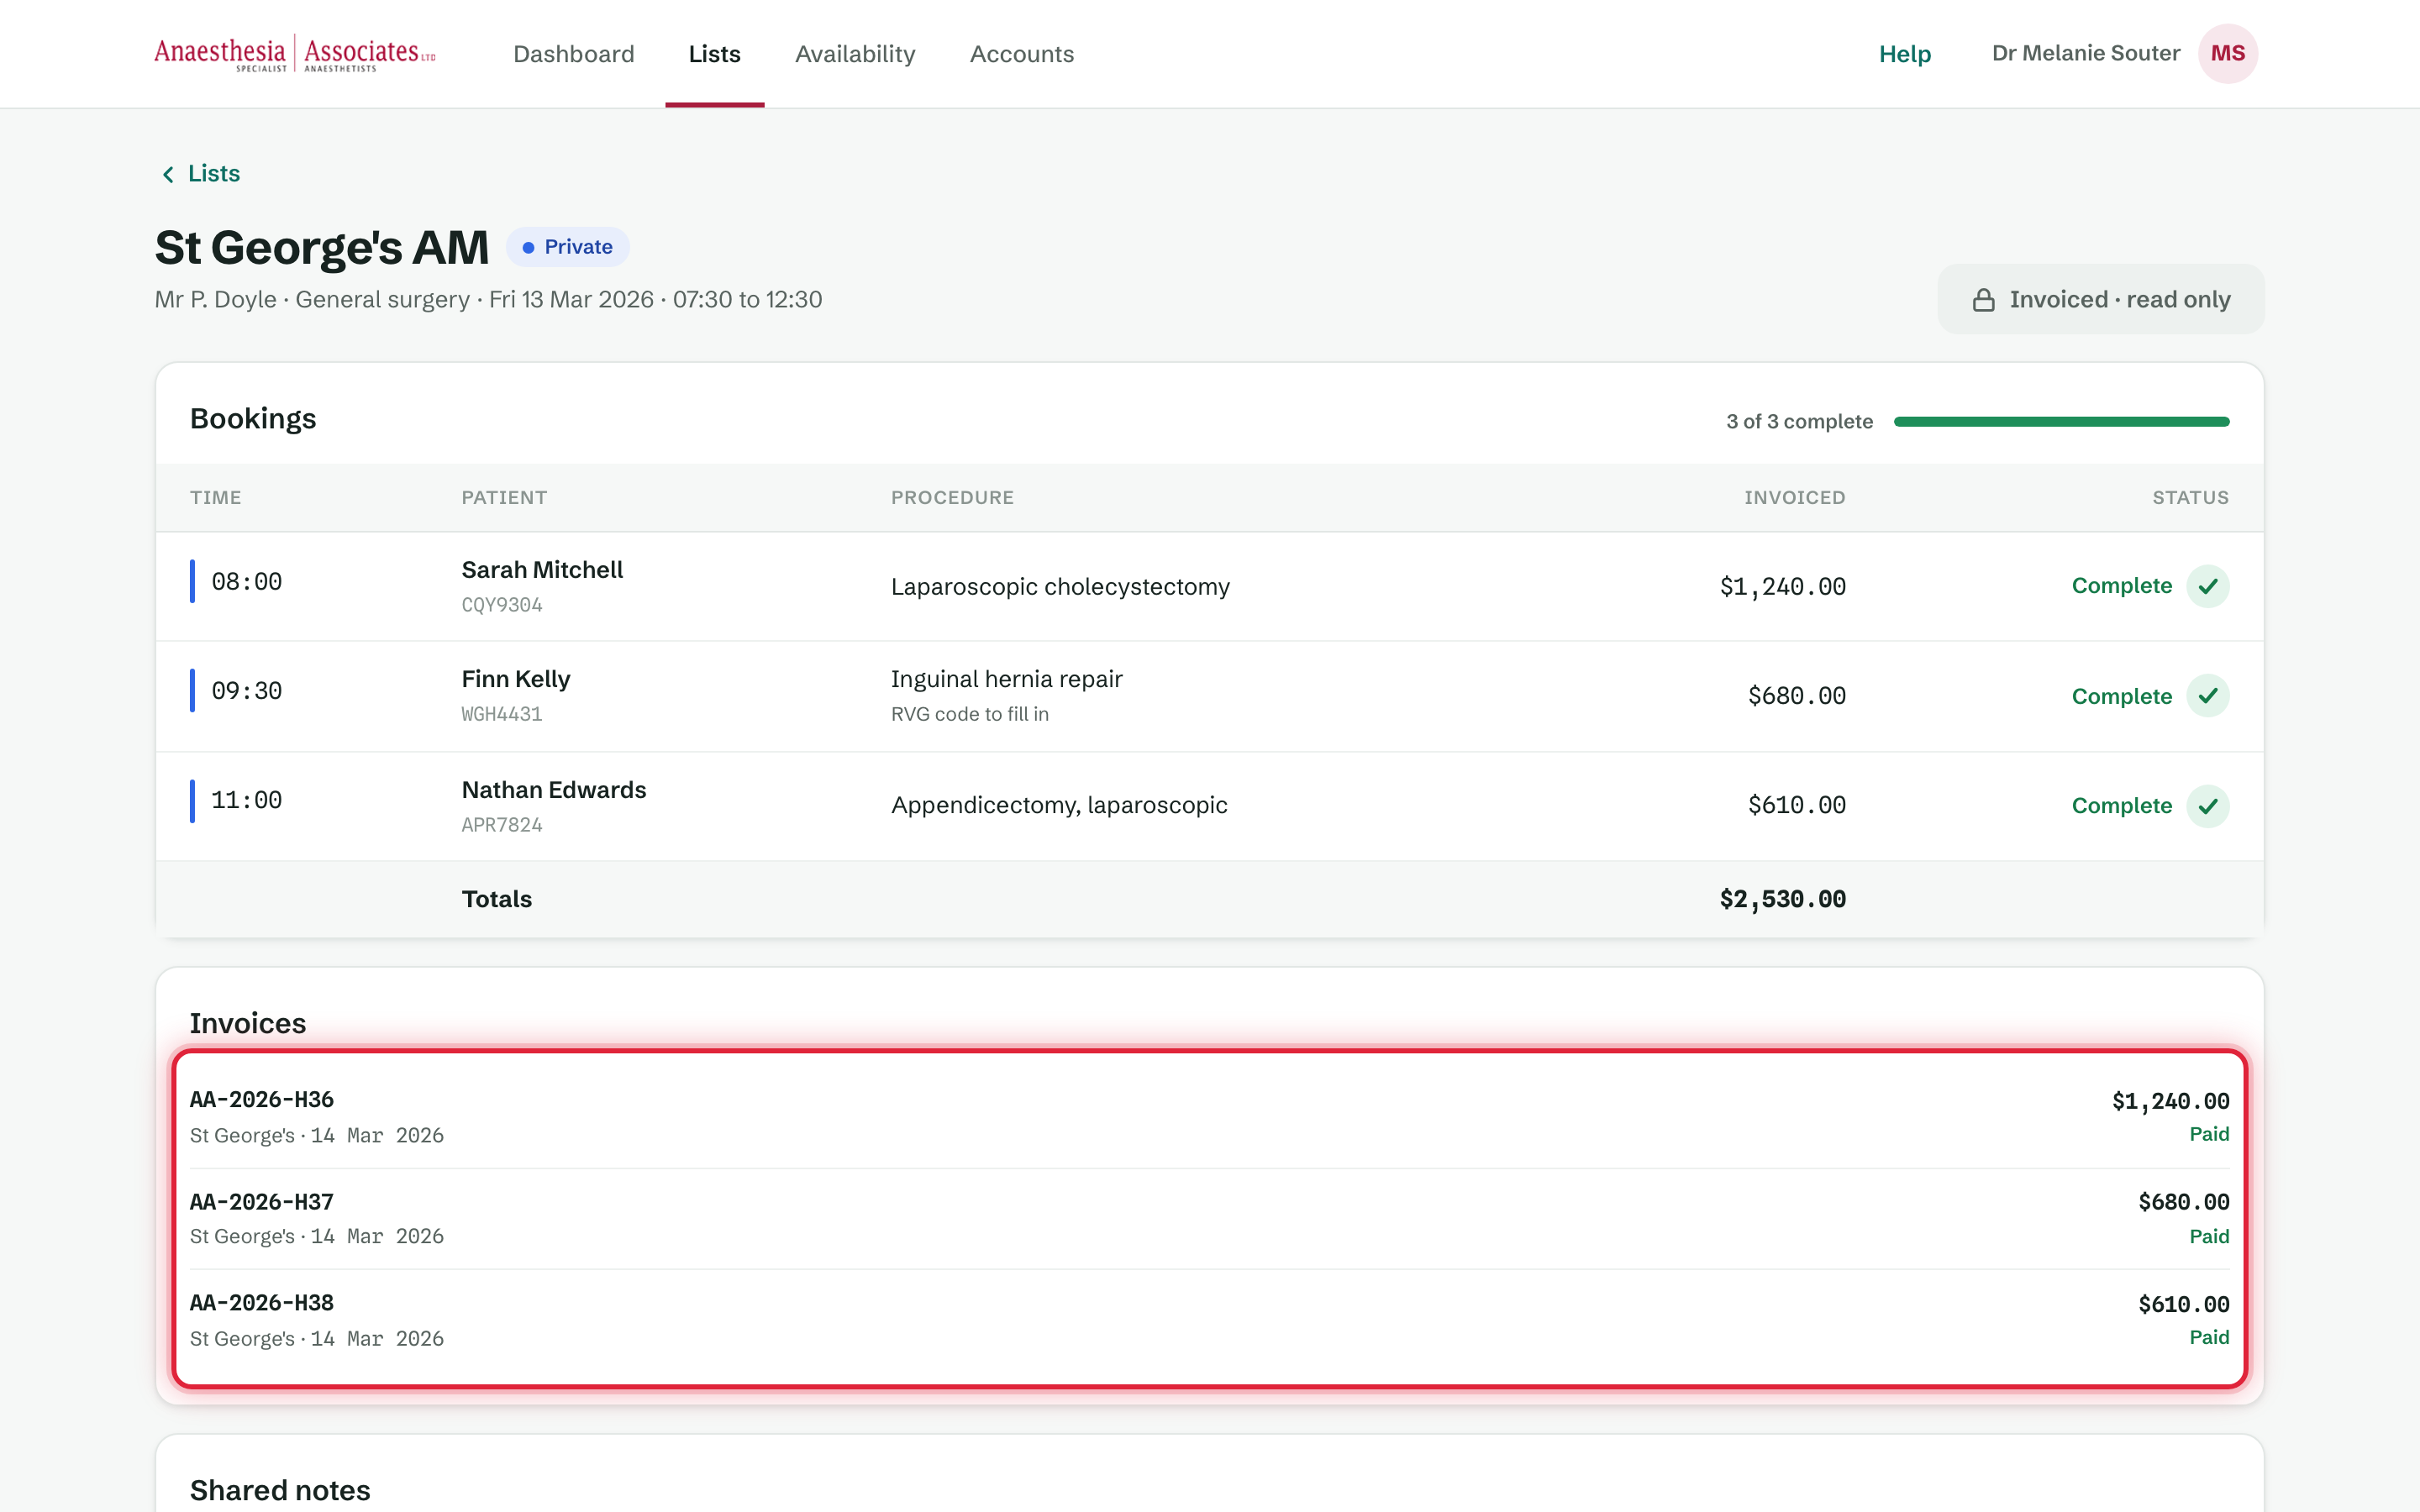 Anaesthesia | Associates LTD
SPECIALIST ANAESTHETISTS
Dashboard
Lists
Availability
Accounts
Help
Dr Melanie Souter
MS
Lists
St George's AM
Private
Mr P. Doyle · General surgery · Fri 13 Mar 2026 · 07:30 to 12:30
Invoiced · read only
Bookings
3 of 3 complete
TIME PATIENT PROCEDURE INVOICED STATUS
08:00 Sarah Mitchell Laparoscopic cholecystectomy $1,240.00 Complete
CQY9304
09:30 Finn Kelly Inguinal hernia repair $680.00 Complete
WGH4431 RVG code to fill in
11:00 Nathan Edwards Appendicectomy, laparoscopic $610.00 Complete
APR7824
Totals $2,530.00
Invoices
AA-2026-H36 $1,240.00
St George's · 14 Mar 2026 Paid
AA-2026-H37 $680.00
St George's · 14 Mar 2026 Paid
AA-2026-H38 $610.00
St George's · 14 Mar 2026 Paid
Shared notes